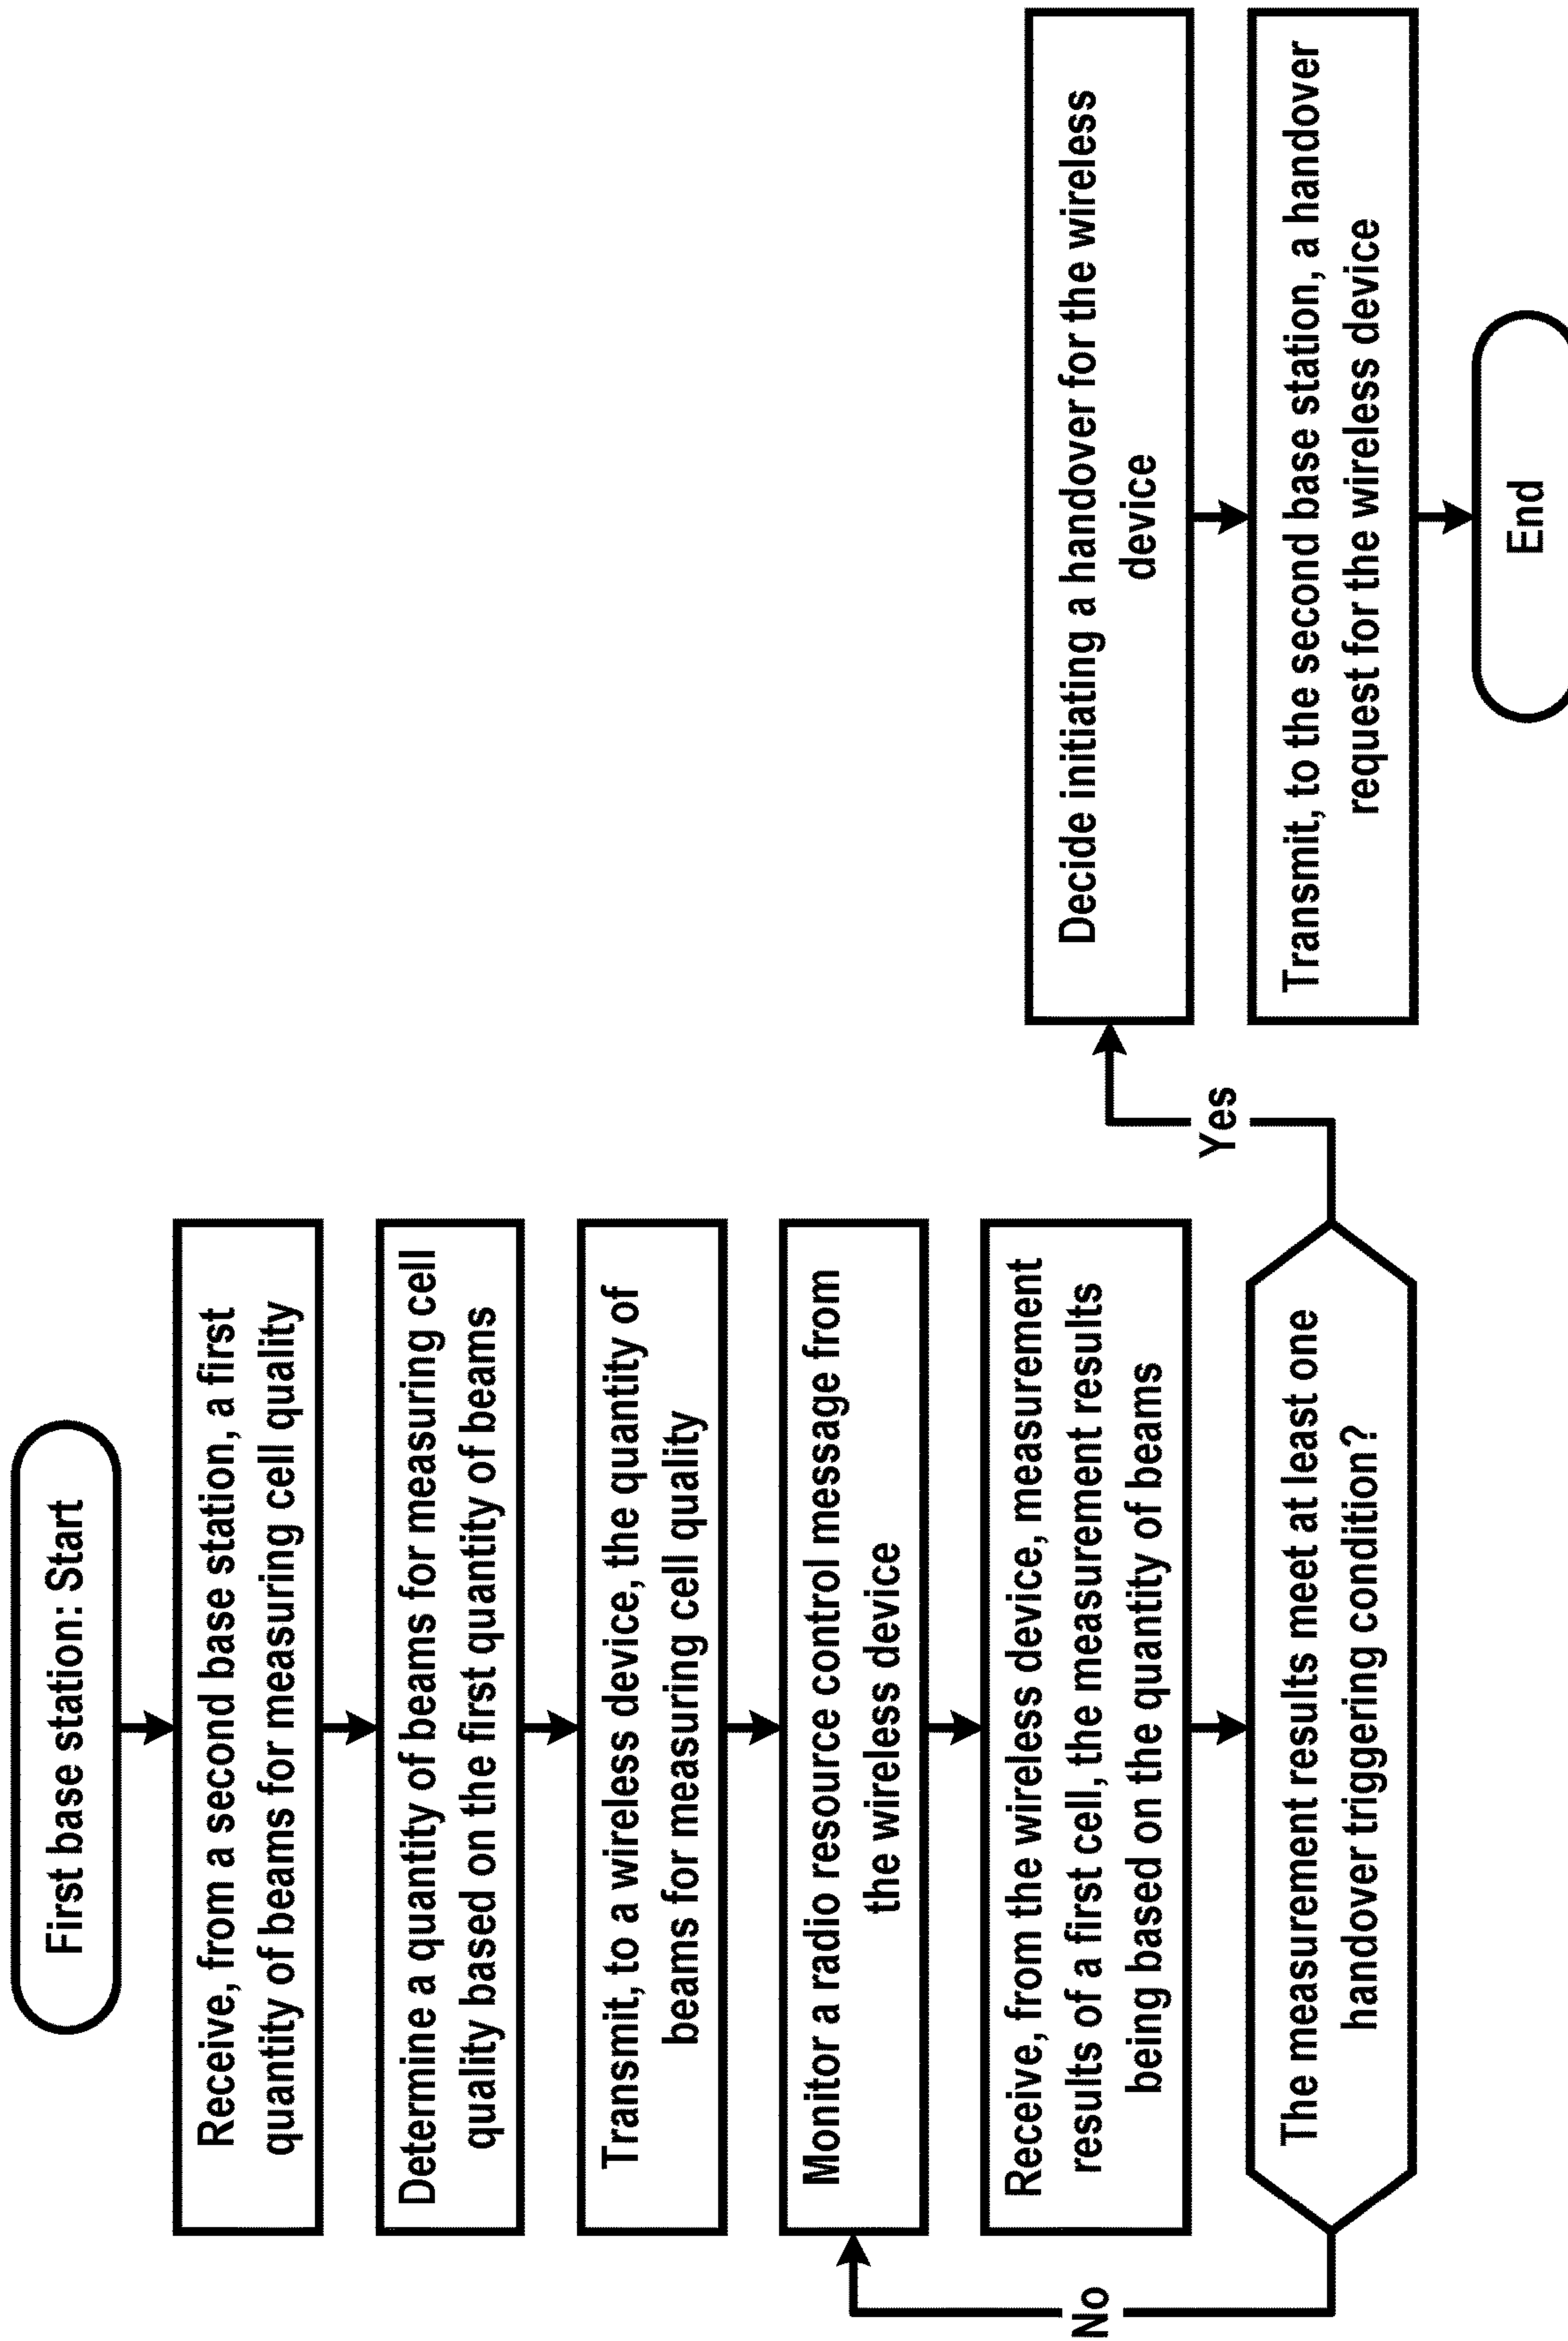 First base station: Start
Receive, from a second base station, a first
quantity of beams for measuring cell quality
Determine a quantity of beams for measuring cell
quality based on the first quantity of beams
Transmit, to a wireless device, the quantity of
beams for measuring cell quality
Monitor a radio resource control message from
the wireless device
Receive, from the wireless device, measurement
results of a first cell, the measurement results
being based on the quantity of beams
The measurement results meet at least one
handover triggering condition?
No
Yes
Decide initiating a handover for the wireless
device
Transmit, to the second base station, a handover
request for the wireless device
End